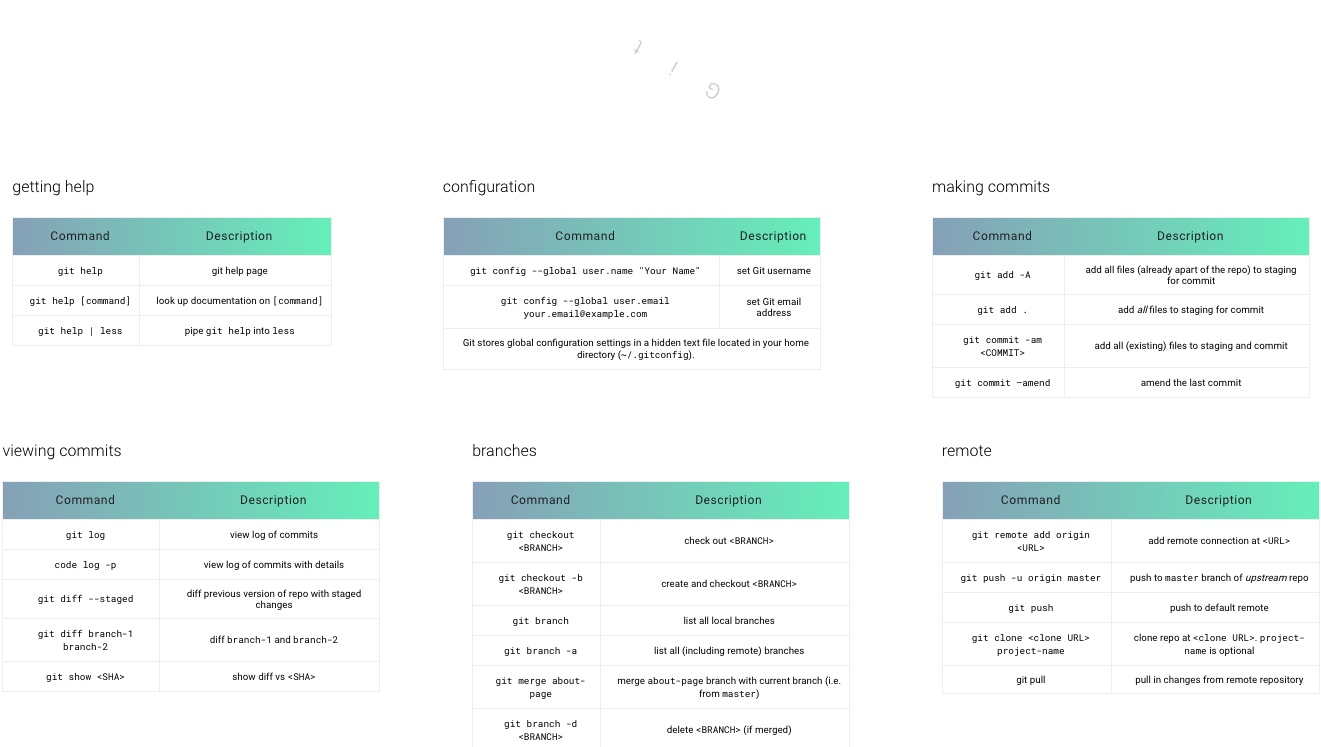 Git
getting help
Command Description
git help git help page
git help [command] look up documentation on [command]
git help | less pipe git help into less
configuration
Command Description
git config --global user.name "Your Name" set Git username
git config --global user.email
your.email@example.com
set Git email
address
Git stores global configuration settings in a hidden text file located in your home
directory (~/.gitconfig).
making commits
Command Description
git add -A
add all files (already apart of the repo) to staging
for commit
git add . add all files to staging for commit
git commit -am
<COMMIT>
add all (existing) files to staging and commit
git commit —amend amend the last commit
viewing commits
Command Description
git log view log of commits
code log -p view log of commits with details
git diff --staged
diff previous version of repo with staged
changes
git diff branch-1
branch-2
diff branch-1 and branch-2
git show <SHA> show diff vs <SHA>
branches
Command Description
git checkout
<BRANCH>
check out <BRANCH>
git checkout -b
<BRANCH>
create and checkout <BRANCH>
git branch list all local branches
git branch -a list all (including remote) branches
git merge about-
page
merge about-page branch with current branch (i.e.
from master)
git branch -d
<BRANCH>
delete <BRANCH> (if merged)
remote
Command Description
git remote add origin
<URL>
add remote connection at <URL>
git push -u origin master push to master branch of upstream repo
git push push to default remote
git clone <clone URL>
project-name
clone repo at <clone URL>. project-
name is optional
git pull pull in changes from remote repository